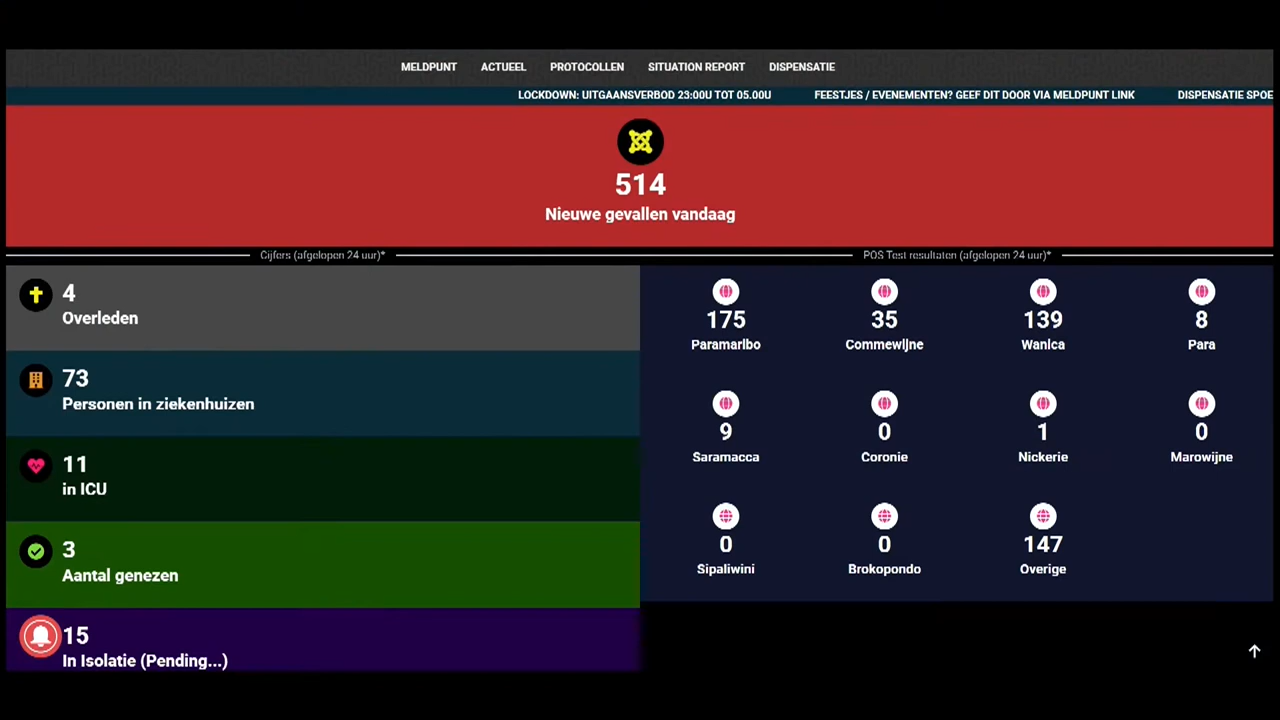 MELDPUNT ACTUEEL PROTOCOLLEN SITUATION REPORT DISPENSATIE
LOCKDOWN: UITGAANSVERBOD 23:00U TOT 05.00U FEESTJES / EVENEMENTEN? GEEF DIT DOOR VIA MELDPUNT LINK DISPENSATIE SPOE
514
Nieuwe gevallen vandaag
Cijfers (afgelopen 24 uur)*
4
Overleden
73
Personen in ziekenhuizen
11
in ICU
3
Aantal genezen
15
In Isolatie (Pending...)
POS Test resultaten (afgelopen 24 uur)*
175 35 139 8
Paramaribo Commewijne Wanica Para
9 0 1 0
Saramacca Coronie Nickerie Marowijne
0 0 147
Sipaliwini Brokopondo Overige